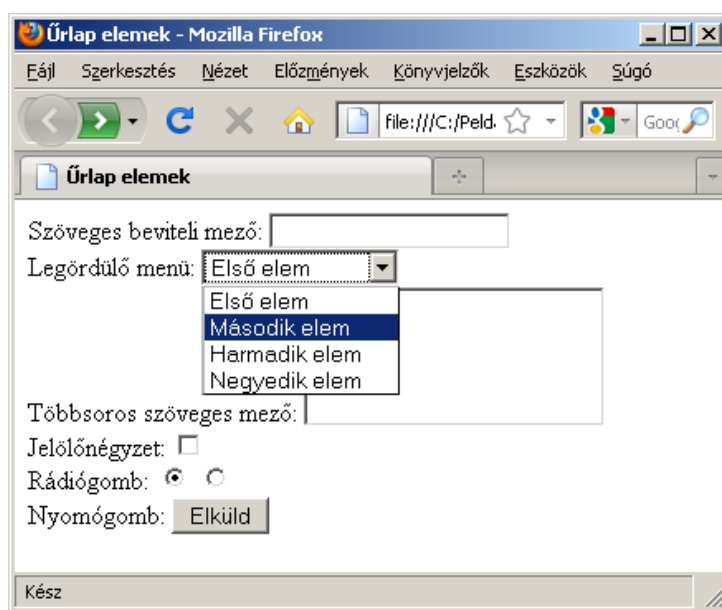 Űrlap elemek - Mozilla Firefox
Fájl Szerkesztés Nézet Előzmények Könyvjelzők Eszközök Súgó
file:///C:/Peld. Goog
Űrlap elemek
Szöveges beviteli mező:
Legördülő menü: Első elem
Első elem
Második elem
Harmadik elem
Negyedik elem
Többsoros szöveges mező:
Jelölőnégyzet:
Rádiógomb:
Nyomógomb: Elküld
Kész